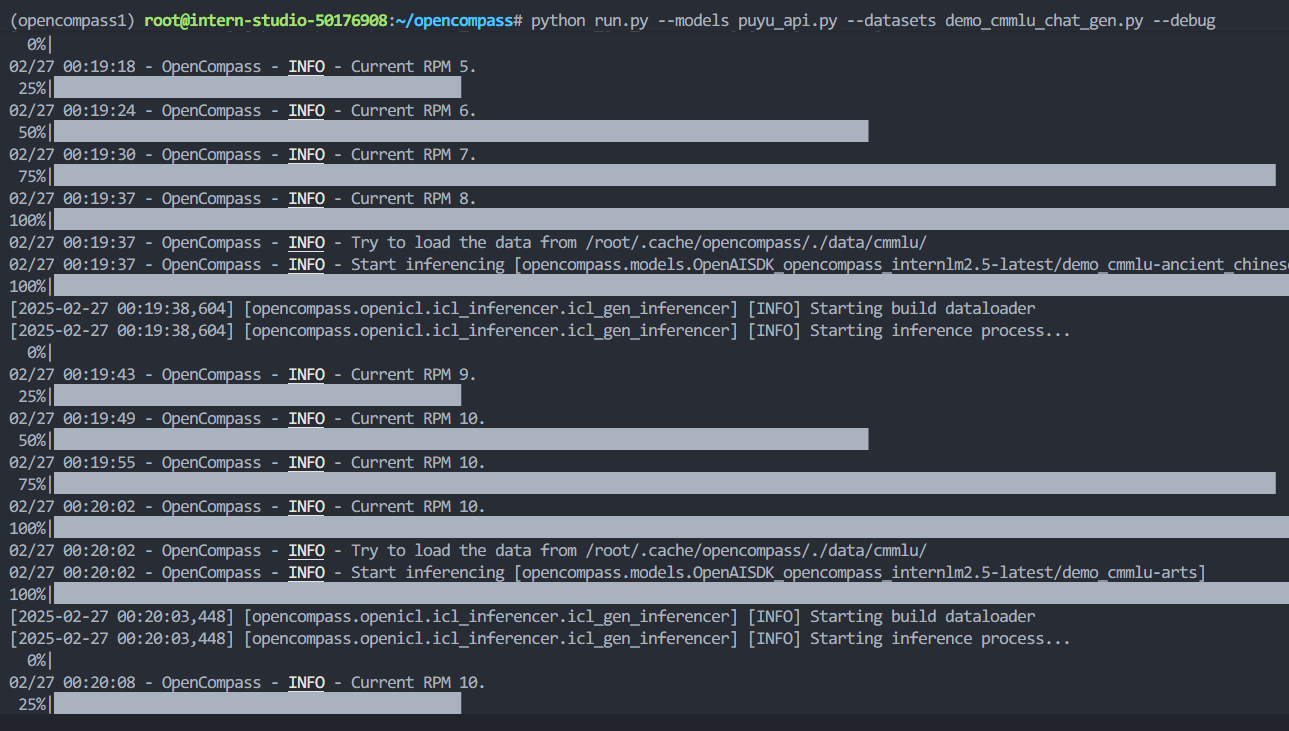 (opencompass1) root@intern-studio-50176908:~/opencompass# python run.py --models puyu_api.py --datasets demo_cmmlu_chat_gen.py --debug
0%|
02/27 00:19:18 - OpenCompass - INFO - Current RPM 5.
25%|
02/27 00:19:24 - OpenCompass - INFO - Current RPM 6.
50%|
02/27 00:19:30 - OpenCompass - INFO - Current RPM 7.
75%|
02/27 00:19:37 - OpenCompass - INFO - Current RPM 8.
100%|
02/27 00:19:37 - OpenCompass - INFO - Try to load the data from /root/.cache/opencompass/./data/cmmlu/
02/27 00:19:37 - OpenCompass - INFO - Start inferencing [opencompass.models.OpenAISDK_opencompass_internlm2.5-latest/demo_cmmlu-ancient_chines
100%|
[2025-02-27 00:19:38,604] [opencompass.openicl.icl_inferencer.icl_gen_inferencer] [INFO] Starting build dataloader
[2025-02-27 00:19:38,604] [opencompass.openicl.icl_inferencer.icl_gen_inferencer] [INFO] Starting inference process...
0%|
02/27 00:19:43 - OpenCompass - INFO - Current RPM 9.
25%|
02/27 00:19:49 - OpenCompass - INFO - Current RPM 10.
50%|
02/27 00:19:55 - OpenCompass - INFO - Current RPM 10.
75%|
02/27 00:20:02 - OpenCompass - INFO - Current RPM 10.
100%|
02/27 00:20:02 - OpenCompass - INFO - Try to load the data from /root/.cache/opencompass/./data/cmmlu/
02/27 00:20:02 - OpenCompass - INFO - Start inferencing [opencompass.models.OpenAISDK_opencompass_internlm2.5-latest/demo_cmmlu-arts]
100%|
[2025-02-27 00:20:03,448] [opencompass.openicl.icl_inferencer.icl_gen_inferencer] [INFO] Starting build dataloader
[2025-02-27 00:20:03,448] [opencompass.openicl.icl_inferencer.icl_gen_inferencer] [INFO] Starting inference process...
0%|
02/27 00:20:08 - OpenCompass - INFO - Current RPM 10.
25%|